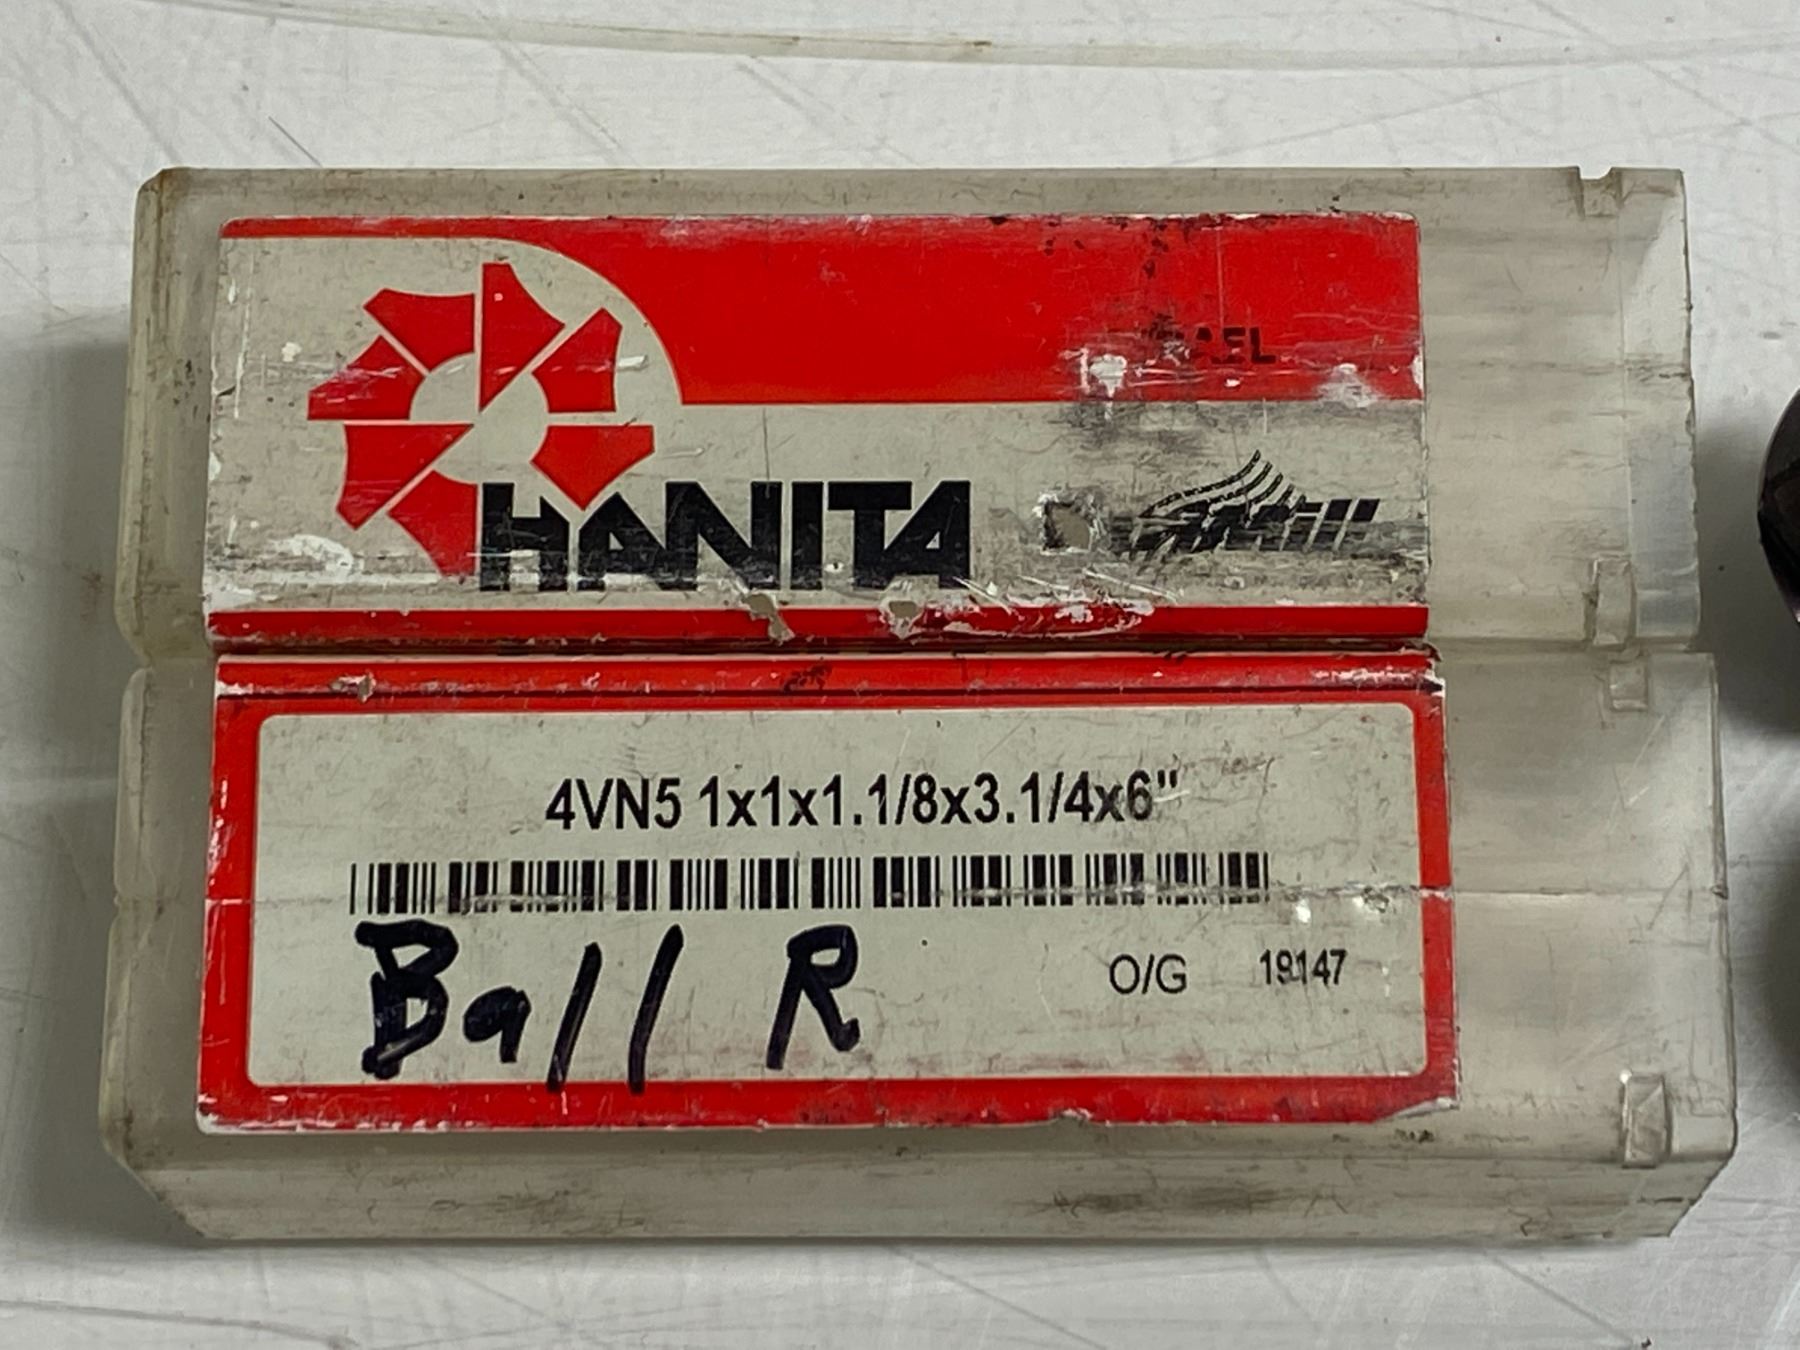 HANITA
4VN5 1x1x1.1/8x3.1/4x6"
Ball R
O/G 19147